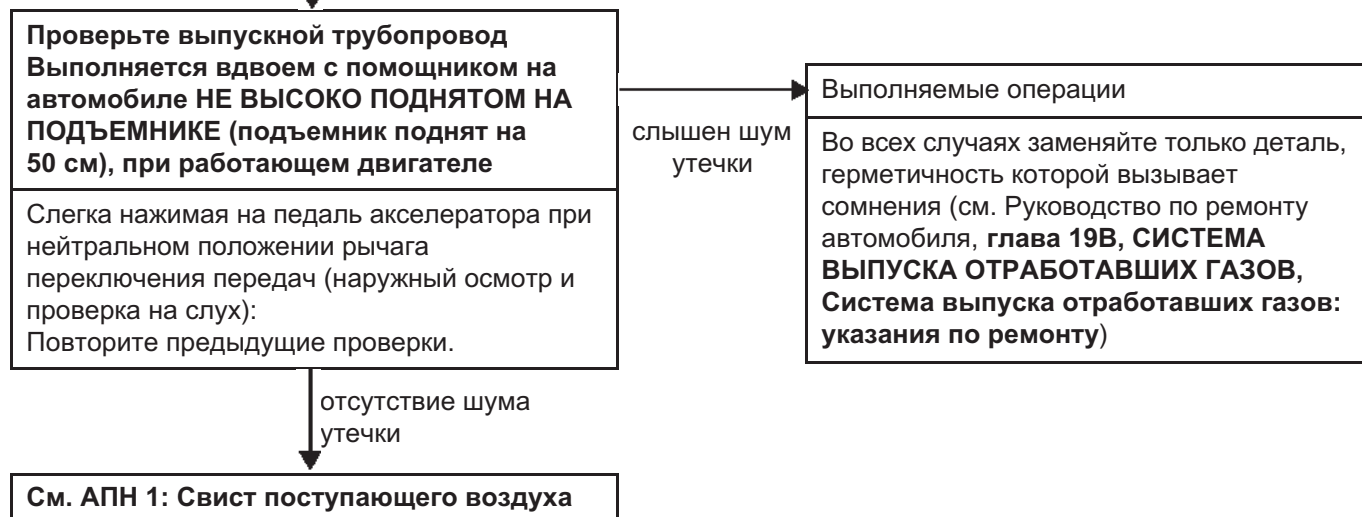 Проверьте выпускной трубопровод
Выполняется вдвоем с помощником на
автомобиле НЕ ВЫСОКО ПОДНЯТОМ НА
ПОДЪЕМНИКЕ (подъемник поднят на
50 см), при работающем двигателе
Слегка нажимая на педаль акселератора при
нейтральном положении рычага
переключения передач (наружный осмотр и
проверка на слух):
Повторите предыдущие проверки.
слышен шум
утечки
Выполняемые операции
Во всех случаях заменяйте только деталь,
герметичность которой вызывает
сомнения (см. Руководство по ремонту
автомобиля, глава 19B, СИСТЕМА
ВЫПУСКА ОТРАБОТАВШИХ ГАЗОВ,
Система выпуска отработавших газов:
указания по ремонту)
отсутствие шума
утечки
См. АПН 1: Свист поступающего воздуха